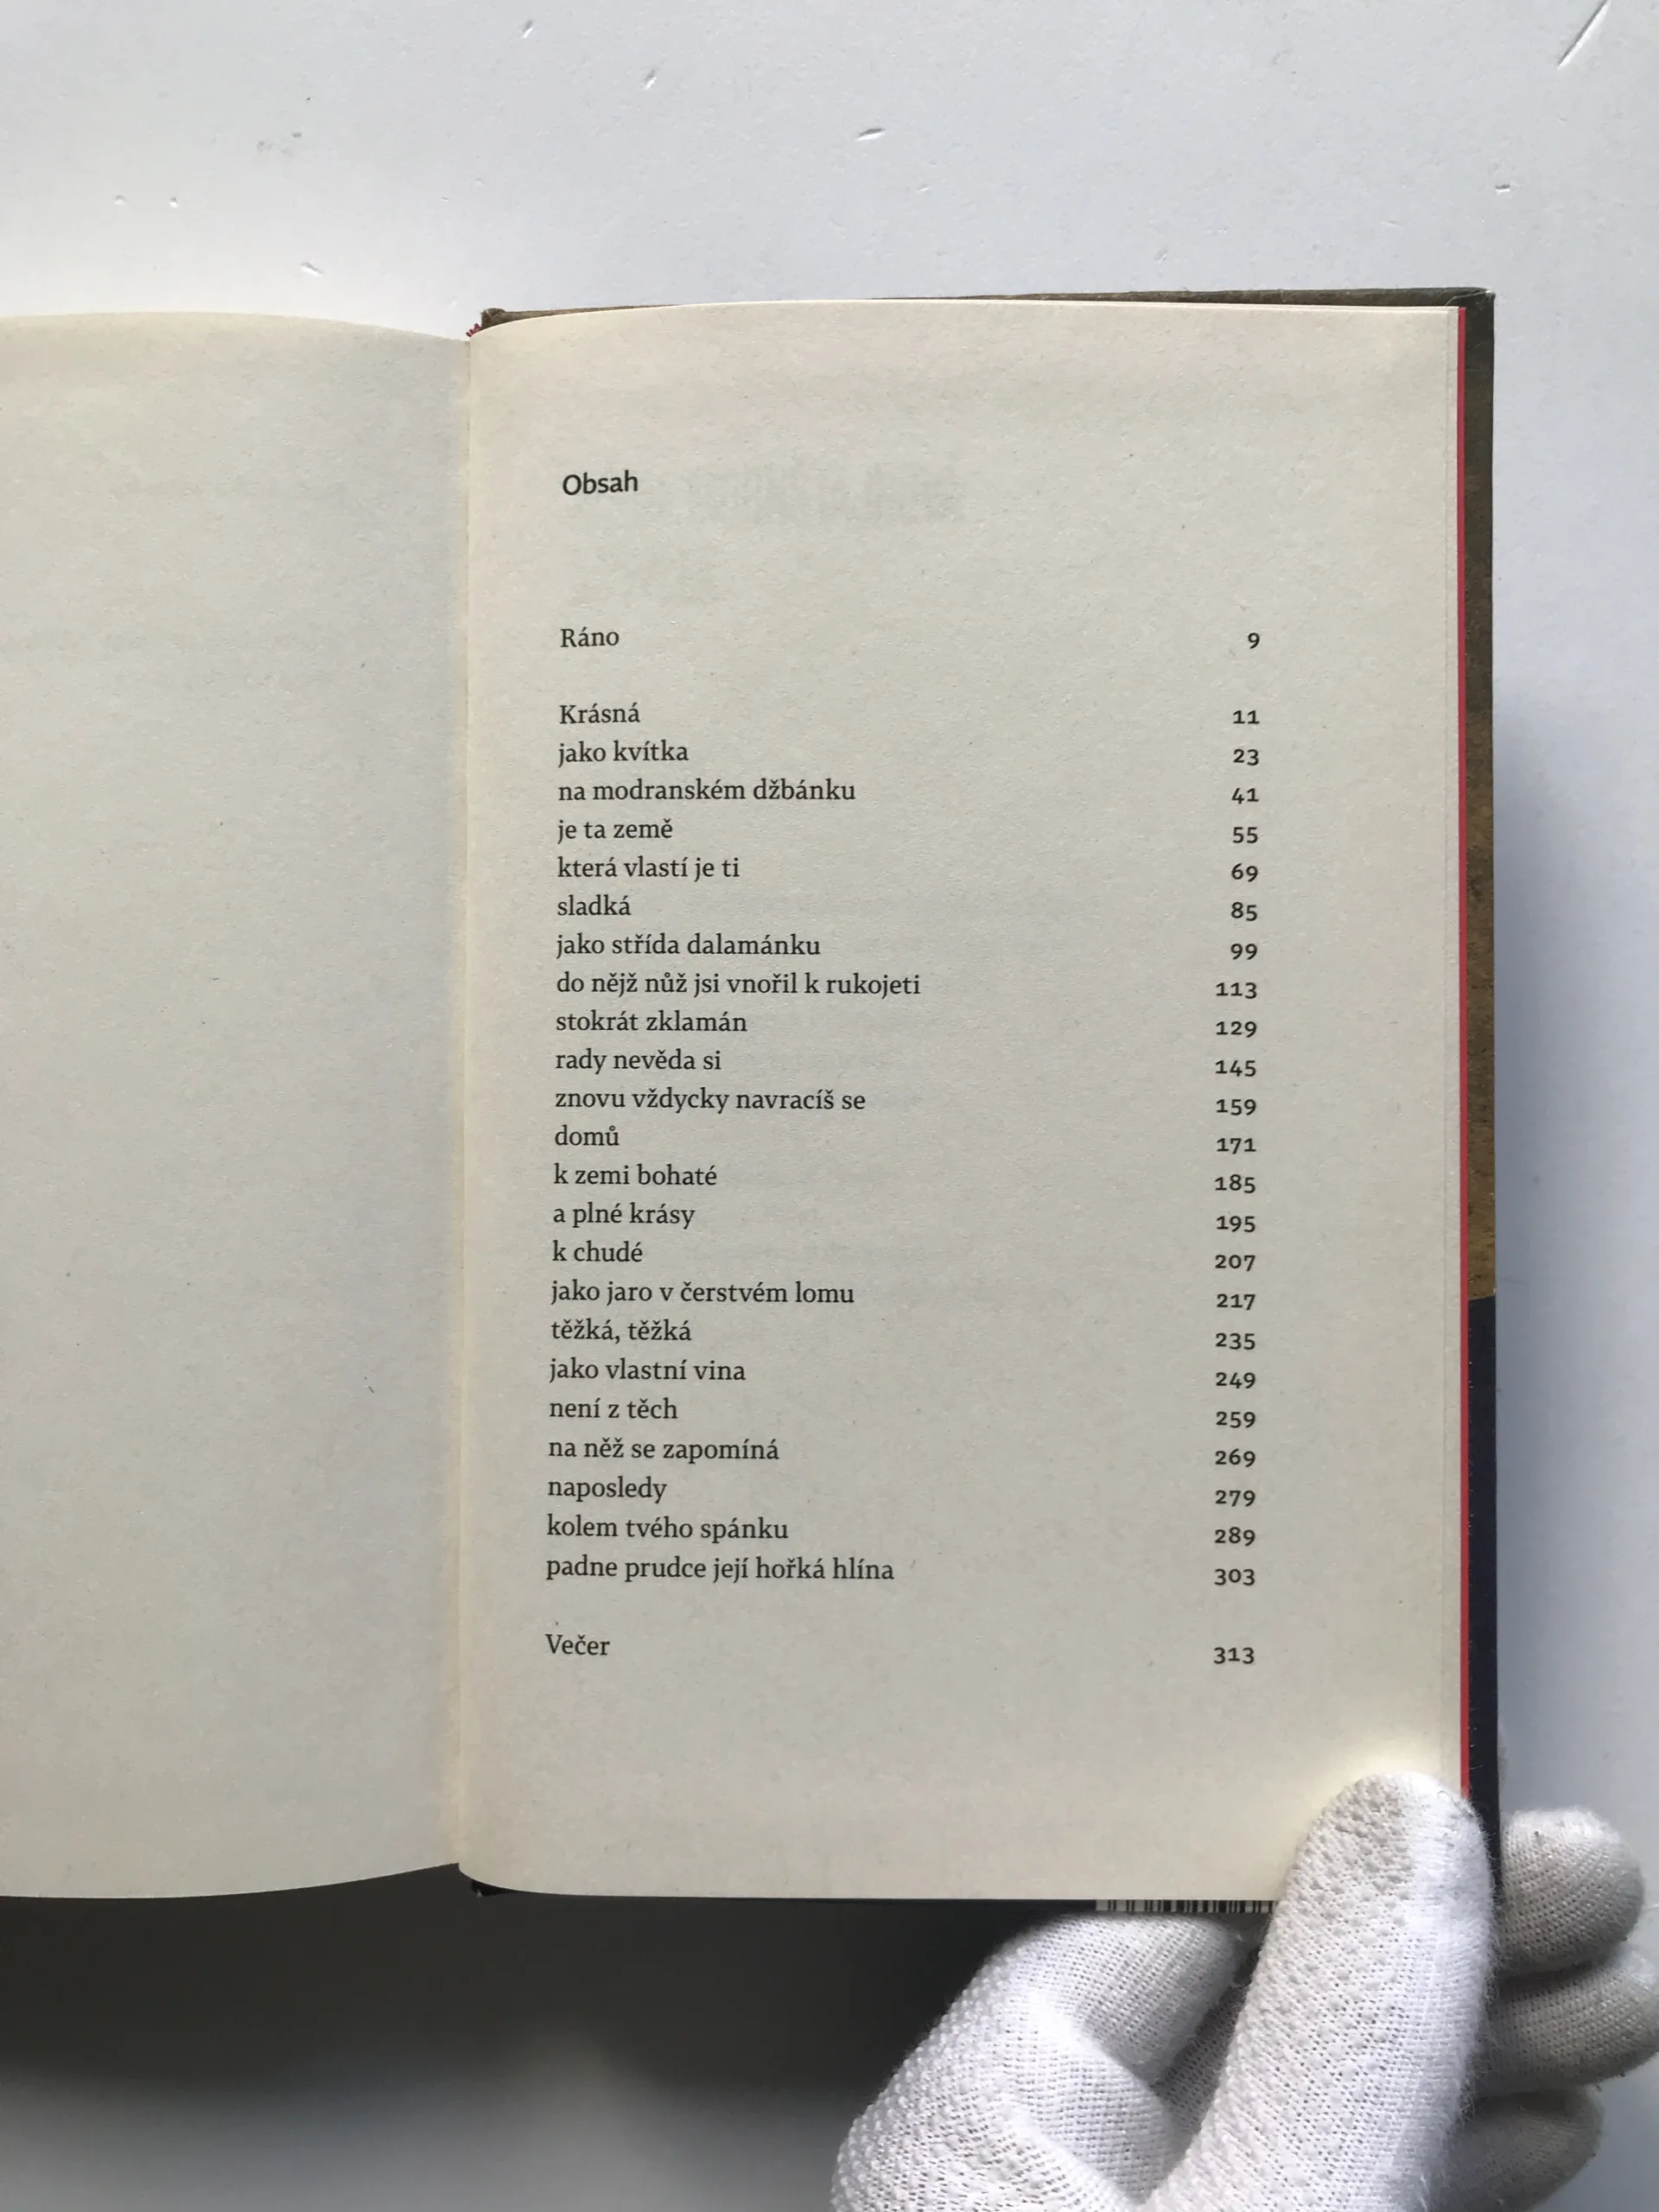 Obsah
Ráno 9
Krásná 11
jako kvítka 23
na modranském džbánku 41
je ta země 55
která vlastí je ti 69
sladká 85
jako střída dalamánku 99
do nějž nůž jsi vnořil k rukojeti 113
stokrát zklamán 129
rady nevěda si 145
znovu vždycky navracíš se 159
domů 171
k zemi bohaté 185
a plné krásy 195
k chudé 207
jako jaro v čerstvém lomu 217
těžká, těžká 235
jako vlastní vina 249
není z těch 259
na něž se zapomíná 269
naposledy 279
kolem tvého spánku 289
padne prudce její hořká hlína 303
Večer 313